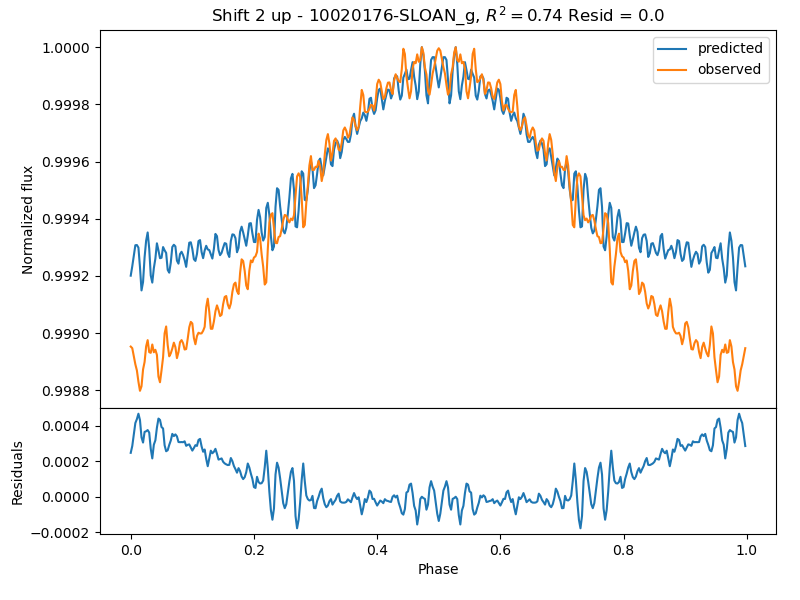 Shift 2 up - 10020176-SLOAN_g, $R^2 = 0.74$ Resid = 0.0
predicted
observed
Normalized flux
1.0000
0.9998
0.9996
0.9994
0.9992
0.9990
0.9988
Residuals
0.0004
0.0002
0.0000
−0.0002
0.0 0.2 0.4 0.6 0.8 1.0
Phase